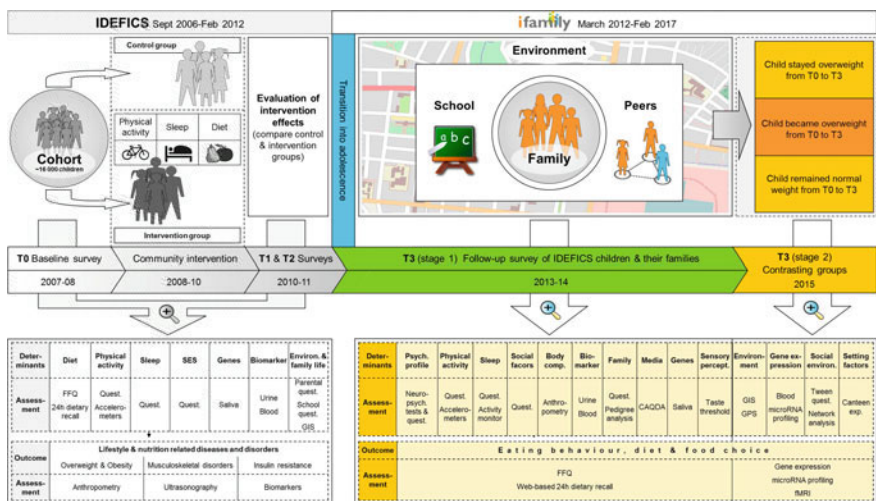 IDEFICS Sept 2006-Feb 2012
ifamily March 2012-Feb 2017
Control group
Cohort
~16 000 children
Physical activity
Sleep
Diet
Intervention group
Evaluation of
intervention
effects
(compare control
& intervention
groups)
Transition into adolescence
Environment
School
a b c
Family
Peers
Child stayed overweight
from T0 to T3
Child became overweight
from T0 to T3
Child remained normal
weight from T0 to T3
T0 Baseline survey
Community intervention
T1 & T2 Surveys
T3 (stage 1) Follow-up survey of IDEFICS children & their families
T3 (stage 2)
Contrasting groups
2007-08
2008-10
2010-11
2013-14
2015
Deter-
minants
Diet
Physical
activity
Sleep
SES
Genes
Biomarker
Environ. &
family life
Assess-
ment
FFQ
24h dietary
recall
Quest.
Accelero-
meters
Quest.
Quest.
Saliva
Urine
Blood
Parental
quest.
School
quest.
GIS
Outcome
Lifestyle & nutrition related diseases and disorders
Overweight & Obesity
Musculoskeletal disorders
Insulin resistance
Assess-
ment
Anthropometry
Ultrasonography
Biomarkers
Deter-
minants
Psych.
profile
Physical
activity
Sleep
Social
facors
Body
comp.
Bio-
marker
Family
Media
Genes
Sensory
percept.
Environ-
ment
Gene ex-
pression
Social
environ.
Setting
factors
Assess-
ment
Neuro-
psych.
tests &
quest.
Quest.
Accelero-
meters
Quest.
Activity
monitor
Quest.
Anthro-
pometry
Urine
Blood
Quest.
Pedigree
analysis
CAQDA
Saliva
Taste
threshold
GIS
GPS
Blood
microRNA
profiling
Tween
quest.
Network
analysis
Canteen
exp.
Outcome
Eating behaviour, diet & food choice
Assess-
ment
FFQ
Web-based 24h dietary recall
Gene expression
microRNA profiling
fMRI